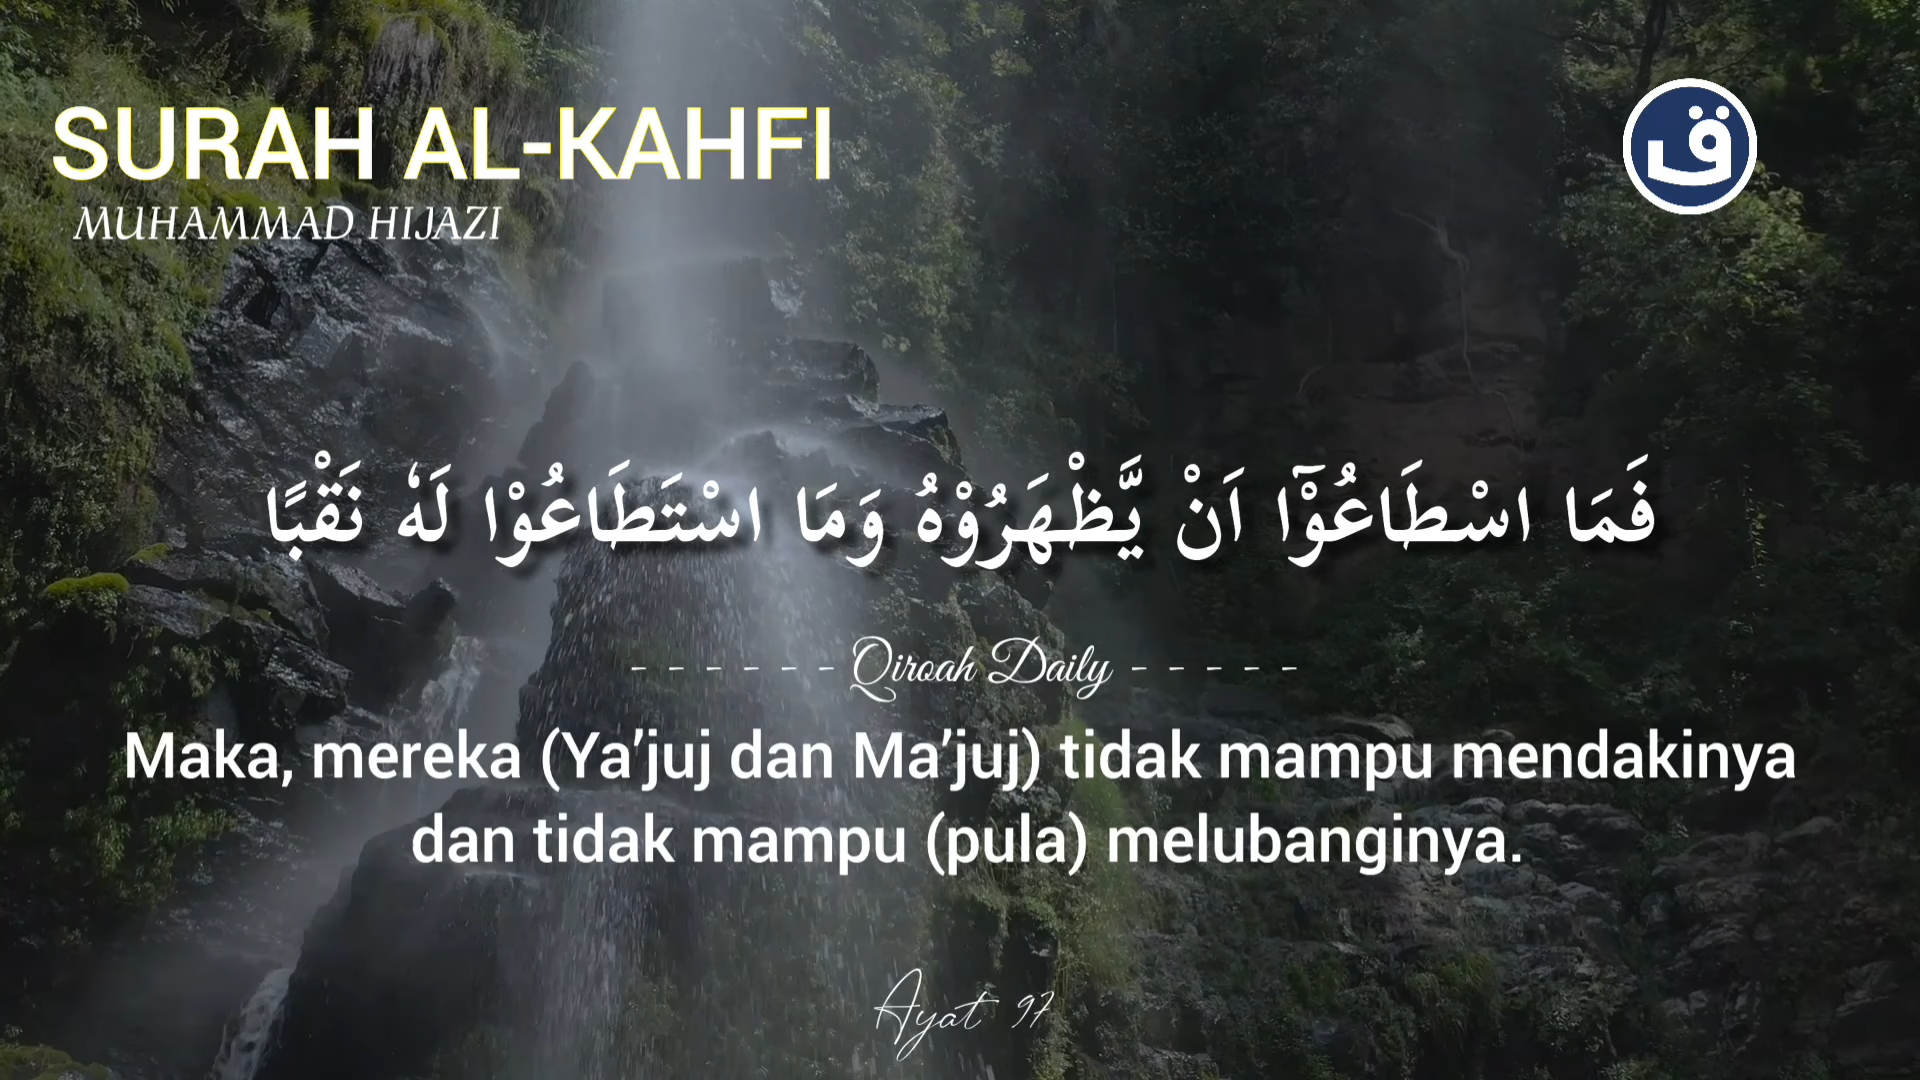 SURAH AL-KAHFI
MUHAMMAD HIJAZI
ق
فَمَا اسْطَاعُوْٓا اَنْ يَّظْهَرُوْهُ وَمَا اسْتَطَاعُوْا لَهٗ نَقْبًا
- - - - - - Qiroah Daily - - - - -
Maka, mereka (Ya’juj dan Ma’juj) tidak mampu mendakinya
dan tidak mampu (pula) melubanginya.
Ayat 97